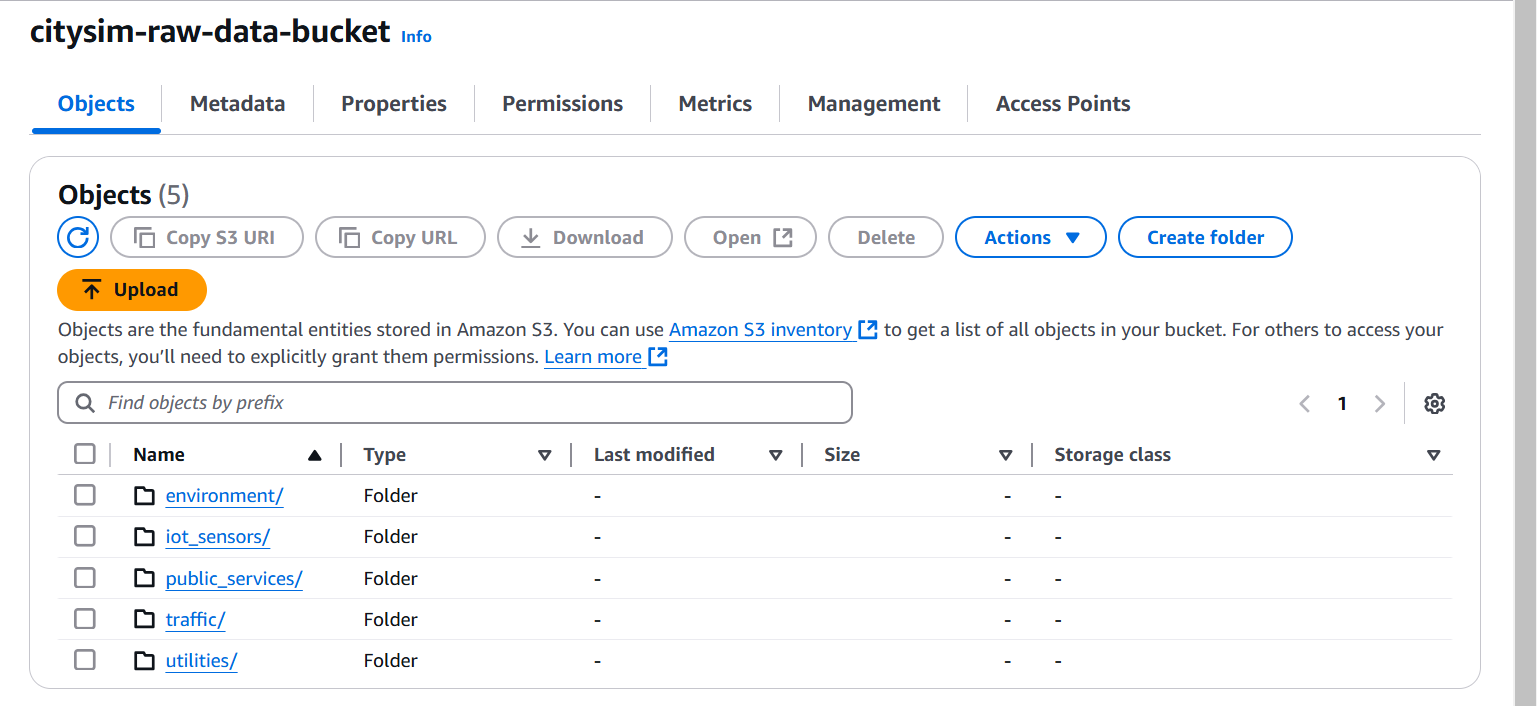 citysim-raw-data-bucket Info
Objects Metadata Properties Permissions Metrics Management Access Points
Objects (5)
Copy S3 URI Copy URL Download Open Delete Actions Create folder
Upload
Objects are the fundamental entities stored in Amazon S3. You can use Amazon S3 inventory to get a list of all objects in your bucket. For others to access your
objects, you’ll need to explicitly grant them permissions. Learn more
Find objects by prefix 1
Name Type Last modified Size Storage class
environment/ Folder - - -
iot_sensors/ Folder - - -
public_services/ Folder - - -
traffic/ Folder - - -
utilities/ Folder - - -